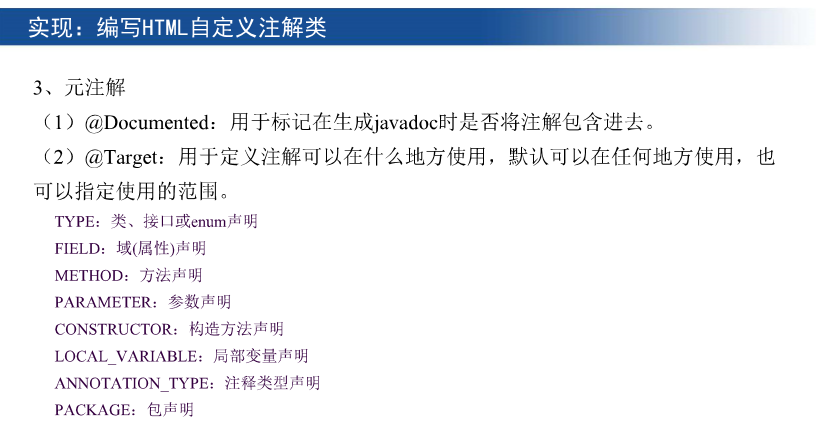 实现：编写HTML自定义注解类
3、元注解
（1）@Documented：用于标记在生成javadoc时是否将注解包含进去。
（2）@Target：用于定义注解可以在什么地方使用，默认可以在任何地方使用，也
可以指定使用的范围。
TYPE：类、接口或enum声明
FIELD：域(属性)声明
METHOD：方法声明
PARAMETER：参数声明
CONSTRUCTOR：构造方法声明
LOCAL_VARIABLE：局部变量声明
ANNOTATION_TYPE：注释类型声明
PACKAGE：包声明